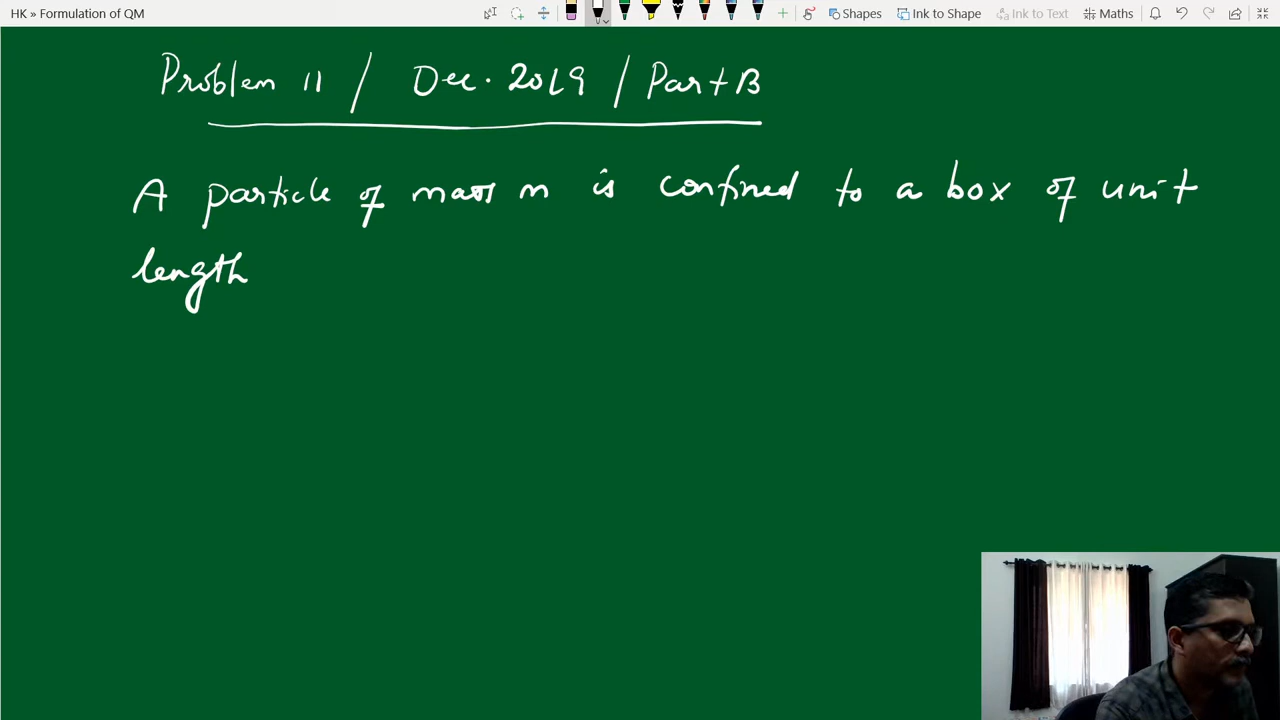 HK » Formulation of QM
Shapes Ink to Shape Ink to Text Maths
Problem 11 / Dec. 2019 / Part B
A particle of mass m is confined to a box of unit
length